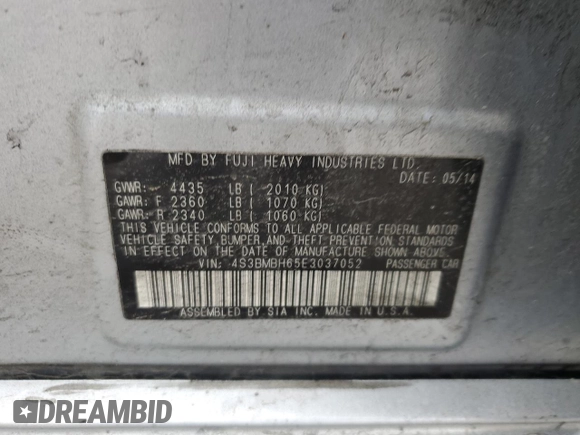 MFD BY FUJI HEAVY INDUSTRIES LTD.
DATE: 05/14
GVWR: 4435 LB ( 2010 KG)
GAWR: F 2360 LB ( 1070 KG)
GAWR: R 2340 LB ( 1060 KG)
THIS VEHICLE CONFORMS TO ALL APPLICABLE FEDERAL MOTOR
VEHICLE SAFETY, BUMPER, AND THEFT PREVENTION STANDARDS
IN EFFECT ON THE DATE OF MANUFACTURE SHOWN ABOVE.
VIN: 4S3BMBH65E3037052 PASSENGER CAR
ASSEMBLED BY SIA INC. MADE IN U.S.A.
DREAMBID